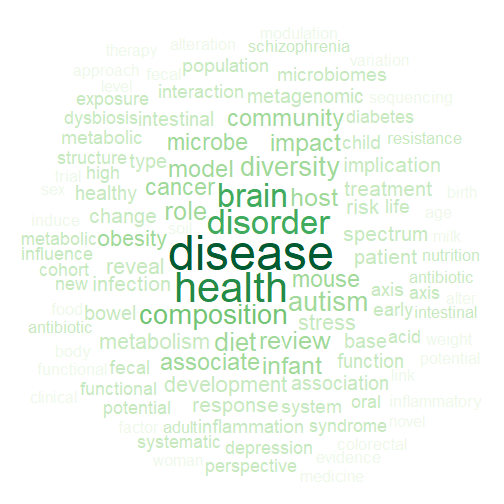 modulation
therapy alteration schizophrenia
population variation
approach fecal microbiomes
level interaction metagenomic sequencing
exposure
dysbiosis intestinal community diabetes
metabolic microbe impact child resistance
structure type model diversity implication
high
trial cancer brain host treatment
sex healthy birth
induce change role disorder risk life age
soil spectrum milk
metabolic obesity disease patient nutrition
influence
cohort reveal mouse axis antibiotic
new infection health autism axis alter
food bowel composition early intestinal
antibiotic stress
metabolism diet review base acid weight
body
functional fecal associate infant function potential
link
clinical functional development association
potential response system oral inflammatory
factor adult inflammation syndrome novel
systematic depression colorectal
woman perspective evidence
medicine